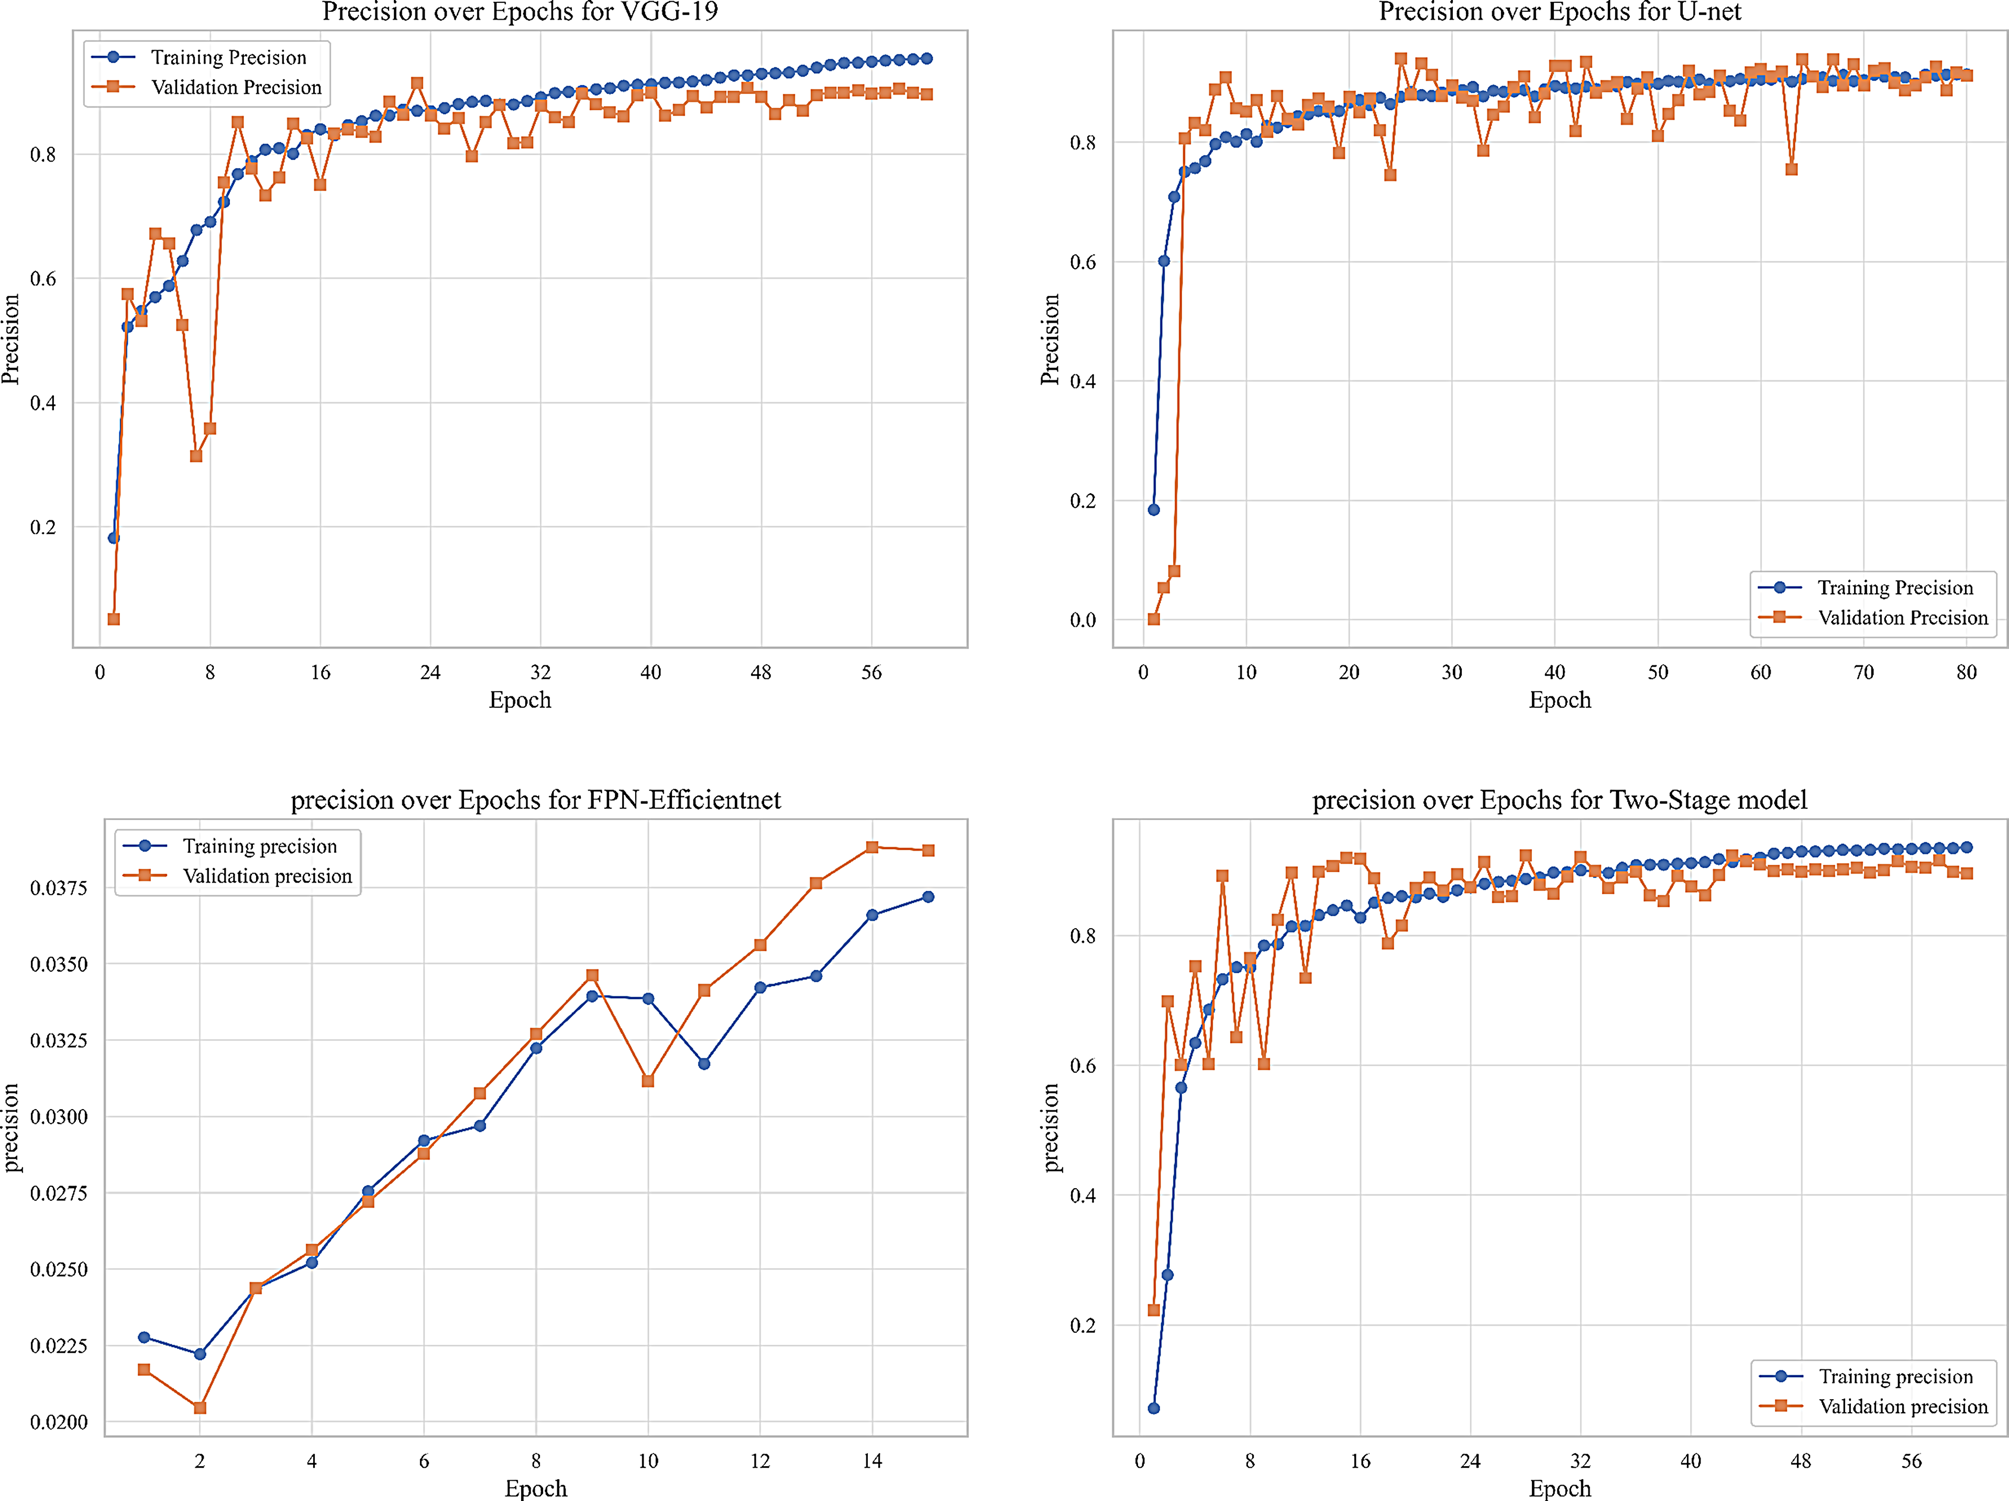 Precision over Epochs for VGG-19
Training Precision
Validation Precision
Precision
0.8
0.6
0.4
0.2
0 8 16 24 32 40 48 56
Epoch
Precision over Epochs for U-net
Precision
0.8
0.6
0.4
0.2
0.0
Training Precision
Validation Precision
0 10 20 30 40 50 60 70 80
Epoch
precision over Epochs for FPN-Efficientnet
Training precision
Validation precision
precision
0.0375
0.0350
0.0325
0.0300
0.0275
0.0250
0.0225
0.0200
2 4 6 8 10 12 14
Epoch
precision over Epochs for Two-Stage model
precision
0.8
0.6
0.4
0.2
Training precision
Validation precision
0 8 16 24 32 40 48 56
Epoch